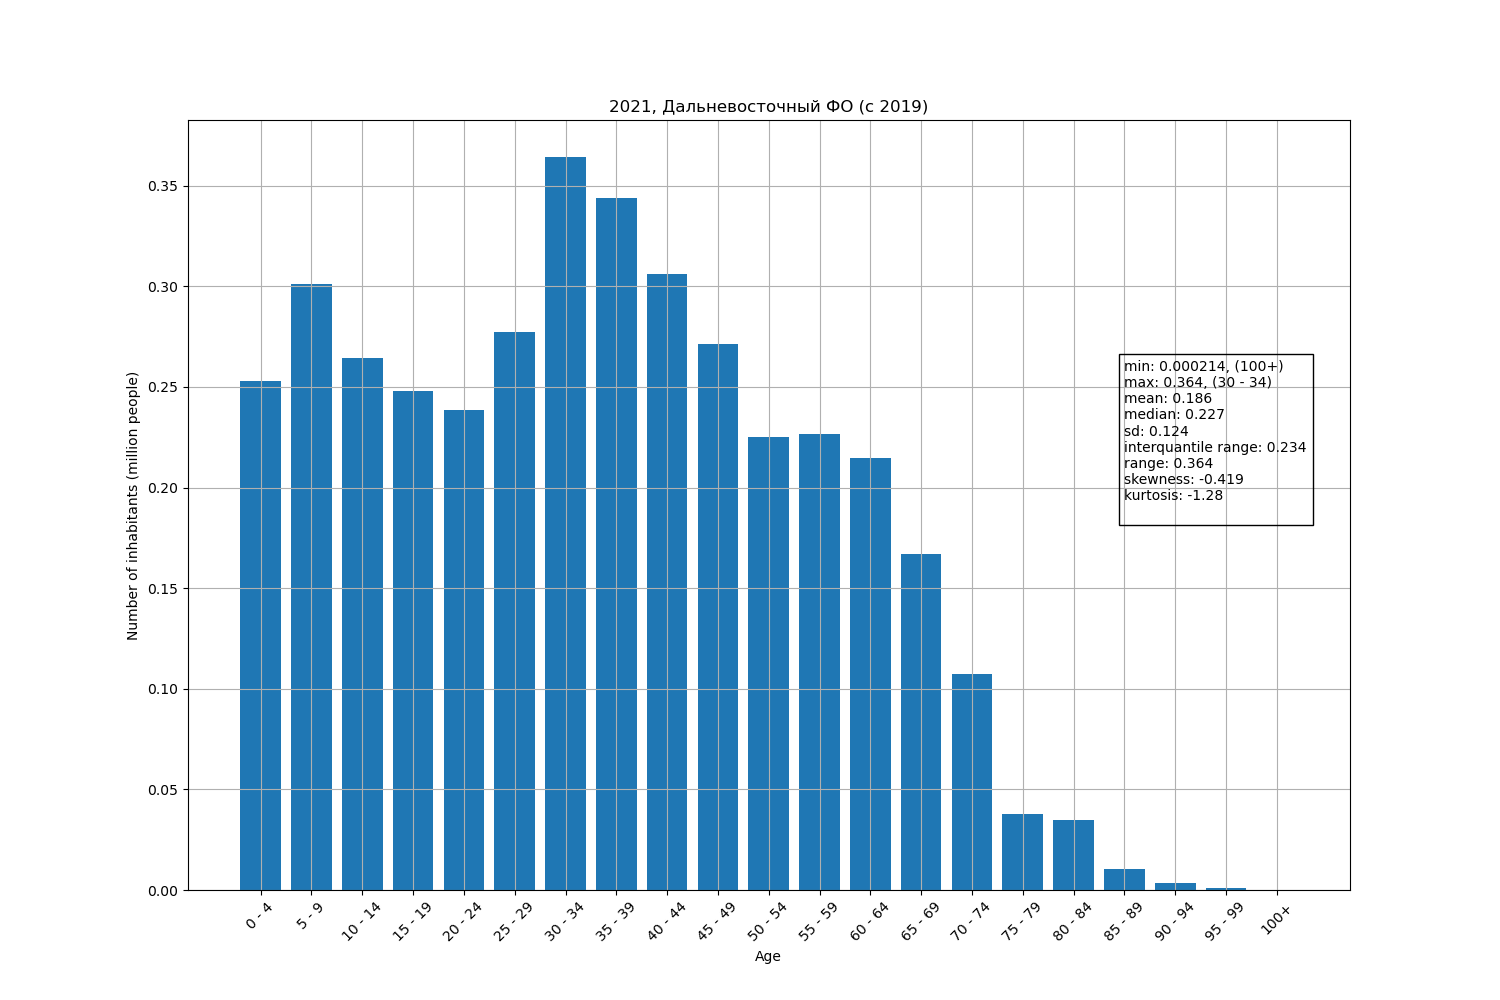 2021, Дальневосточный ФО (с 2019)
Number of inhabitants (million people)
0.35
0.30
0.25
0.20
0.15
0.10
0.05
0.00
min: 0.000214, (100+)
max: 0.364, (30 - 34)
mean: 0.186
median: 0.227
sd: 0.124
interquantile range: 0.234
range: 0.364
skewness: -0.419
kurtosis: -1.28
0 - 4
5 - 9
10 - 14
15 - 19
20 - 24
25 - 29
30 - 34
35 - 39
40 - 44
45 - 49
50 - 54
55 - 59
60 - 64
65 - 69
70 - 74
75 - 79
80 - 84
85 - 89
90 - 94
95 - 99
100+
Age